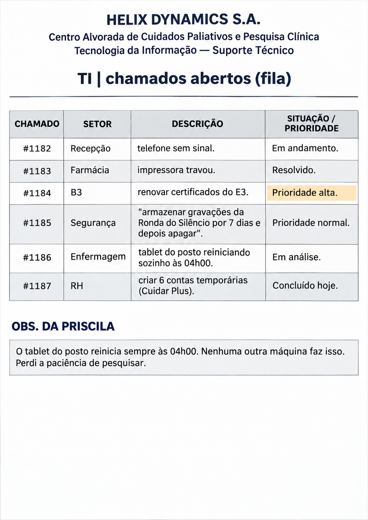 HELIX DYNAMICS S.A.
Centro Alvorada de Cuidados Paliativos e Pesquisa Clínica
Tecnologia da Informação — Suporte Técnico
TI | chamados abertos (fila)
CHAMADO SETOR DESCRIÇÃO SITUAÇÃO / PRIORIDADE
#1182 Recepção telefone sem sinal. Em andamento.
#1183 Farmácia impressora travou. Resolvido.
#1184 B3 renovar certificados do E3. Prioridade alta.
#1185 Segurança "armazenar gravações da Ronda do Silêncio por 7 dias e depois apagar". Prioridade normal.
#1186 Enfermagem tablet do posto reiniciando sozinho às 04h00. Em análise.
#1187 RH criar 6 contas temporárias (Cuidar Plus). Concluído hoje.
OBS. DA PRISCILA
O tablet do posto reinicia sempre às 04h00. Nenhuma outra máquina faz isso.
Perdi a paciência de pesquisar.